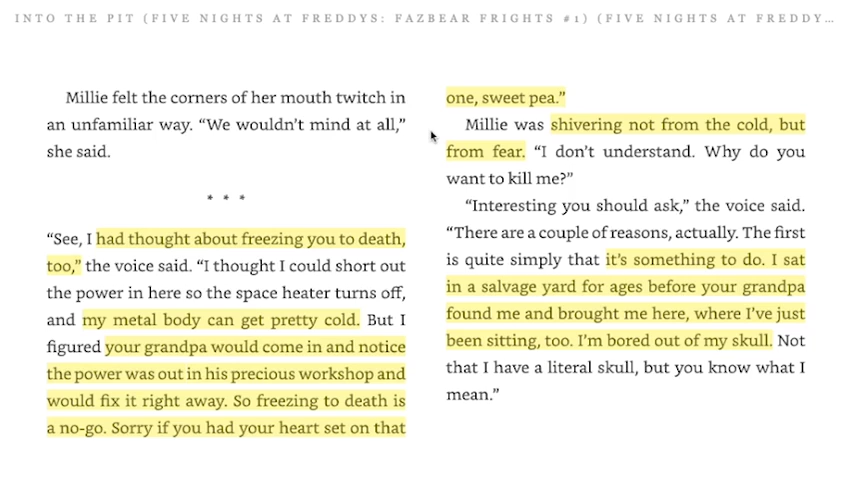 INTO THE PIT (FIVE NIGHTS AT FREDDYS: FAZBEAR FRIGHTS #1) (FIVE NIGHTS AT FREDDY…
Millie felt the corners of her mouth twitch in
an unfamiliar way. “We wouldn’t mind at all,”
she said.
* * *
“See, I had thought about freezing you to death,
too,” the voice said. “I thought I could short out
the power in here so the space heater turns off,
and my metal body can get pretty cold. But I
figured your grandpa would come in and notice
the power was out in his precious workshop and
would fix it right away. So freezing to death is
a no-go. Sorry if you had your heart set on that
one, sweet pea.”
Millie was shivering not from the cold, but
from fear. “I don’t understand. Why do you
want to kill me?”
“Interesting you should ask,” the voice said.
“There are a couple of reasons, actually. The first
is quite simply that it’s something to do. I sat
in a salvage yard for ages before your grandpa
found me and brought me here, where I’ve just
been sitting, too. I’m bored out of my skull. Not
that I have a literal skull, but you know what I
mean.”